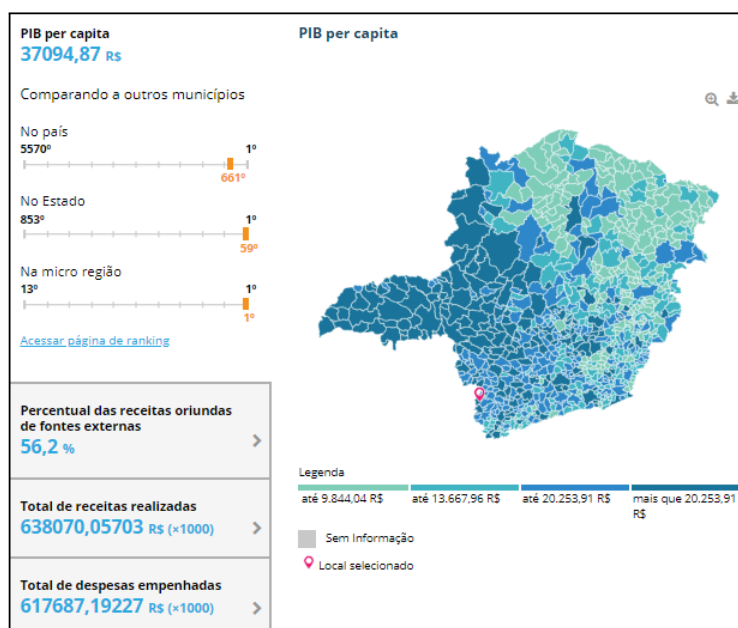 PIB per capita
37094,87 R$
Comparando a outros municípios
No país
5570º 1º
661º
No Estado
853º 1º
59º
Na micro região
13º 1º
1º
Acessar página de ranking
Percentual das receitas oriundas
de fontes externas
56,2 %
Total de receitas realizadas
638070,05703 R$ (×1000)
Total de despesas empenhadas
617687,19227 R$ (×1000)
PIB per capita
Legenda
até 9.844,04 R$ até 13.667,96 R$ até 20.253,91 R$ mais que 20.253,91
R$
Sem Informação
Local selecionado